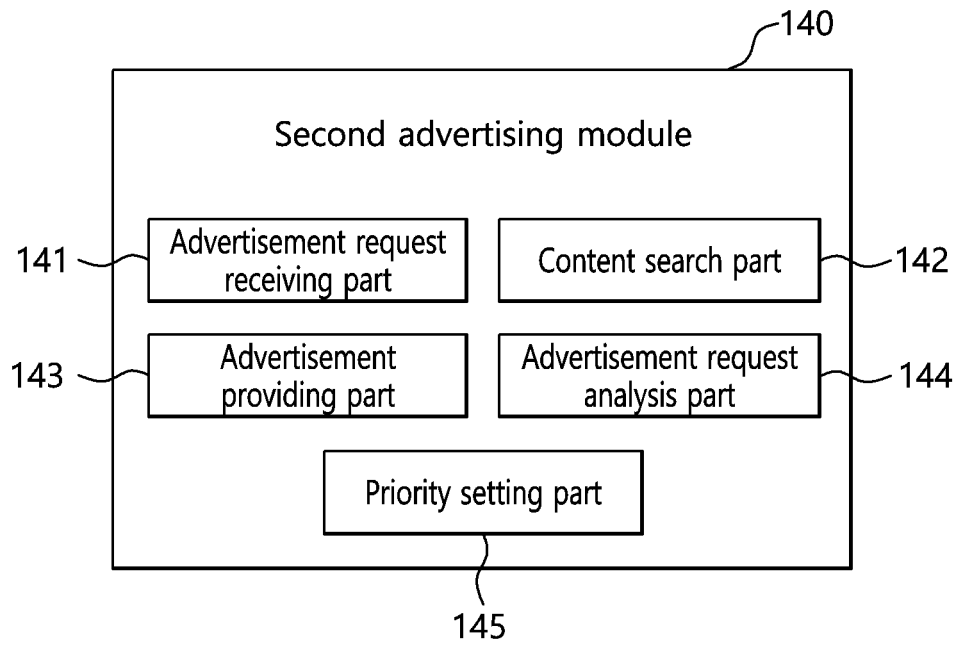 140
Second advertising module
141
Advertisement request
receiving part
Content search part
142
143
Advertisement
providing part
Advertisement request
analysis part
144
Priority setting part
145